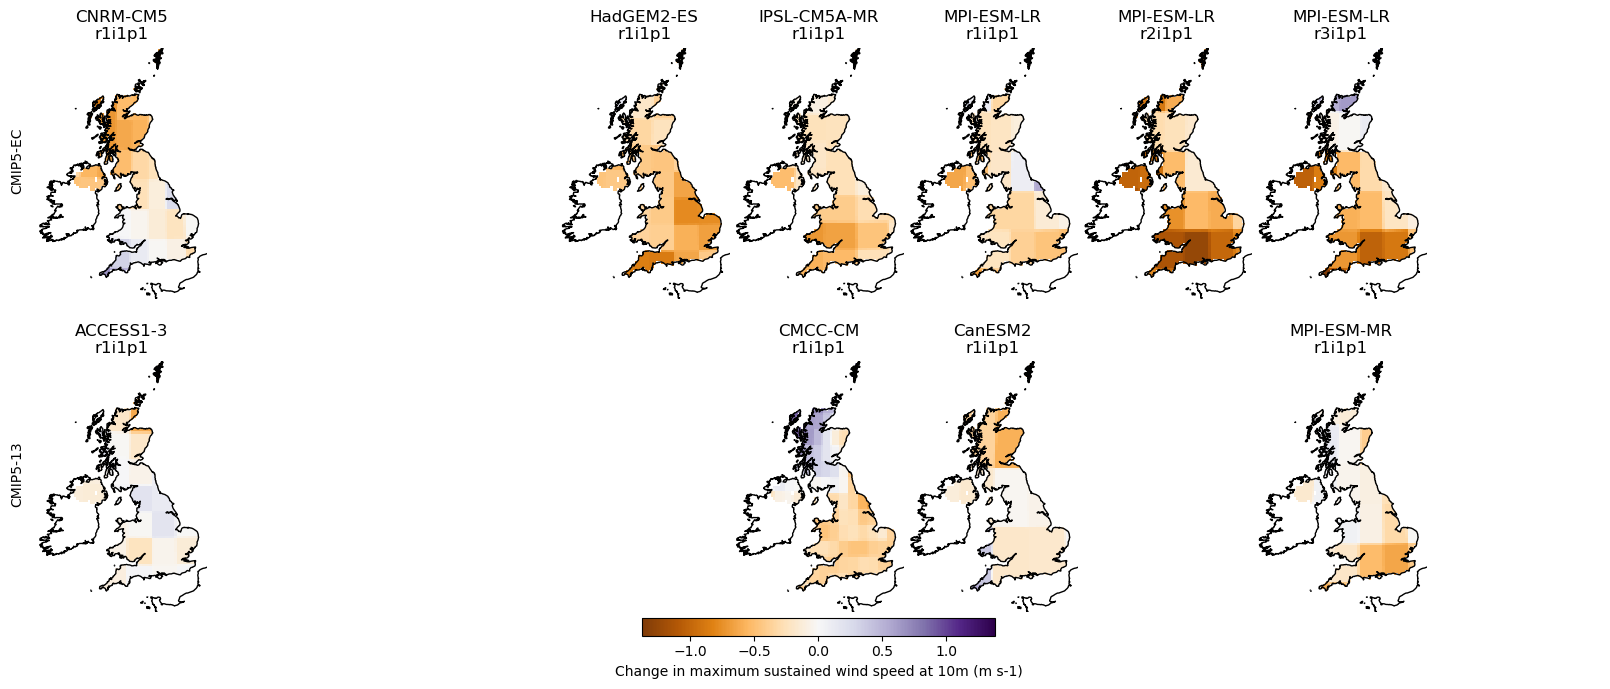 CNRM-CM5
r1i1p1
HadGEM2-ES
r1i1p1
IPSL-CM5A-MR
r1i1p1
MPI-ESM-LR
r1i1p1
MPI-ESM-LR
r2i1p1
MPI-ESM-LR
r3i1p1
CMIP5-EC
ACCESS1-3
r1i1p1
CMCC-CM
r1i1p1
CanESM2
r1i1p1
MPI-ESM-MR
r1i1p1
CMIP5-13
−1.0 −0.5 0.0 0.5 1.0
Change in maximum sustained wind speed at 10m (m s-1)